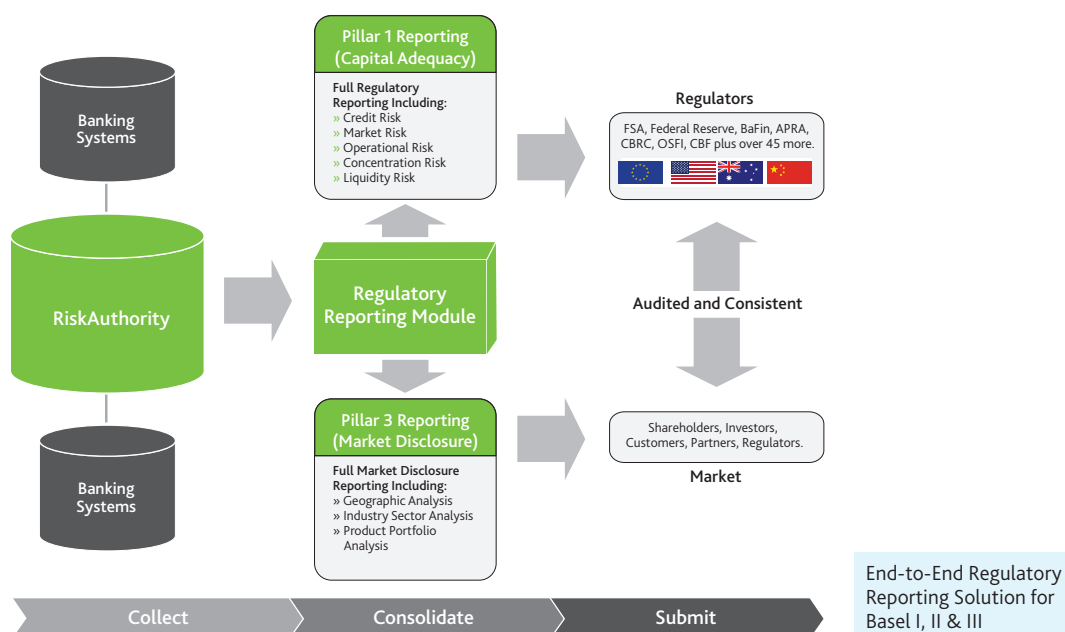 Banking
Systems
RiskAuthority
Banking
Systems
Pillar 1 Reporting
(Capital Adequacy)
Full Regulatory
Reporting Including:
» Credit Risk
» Market Risk
» Operational Risk
» Concentration Risk
» Liquidity Risk
Regulatory
Reporting Module
Pillar 3 Reporting
(Market Disclosure)
Full Market Disclosure
Reporting Including:
» Geographic Analysis
» Industry Sector Analysis
» Product Portfolio
Analysis
Regulators
FSA, Federal Reserve, BaFin, APRA,
CBRC, OSFI, CBF plus over 45 more.
Audited and Consistent
Shareholders, Investors,
Customers, Partners, Regulators.
Market
Collect
Consolidate
Submit
End-to-End Regulatory
Reporting Solution for
Basel I, II & III